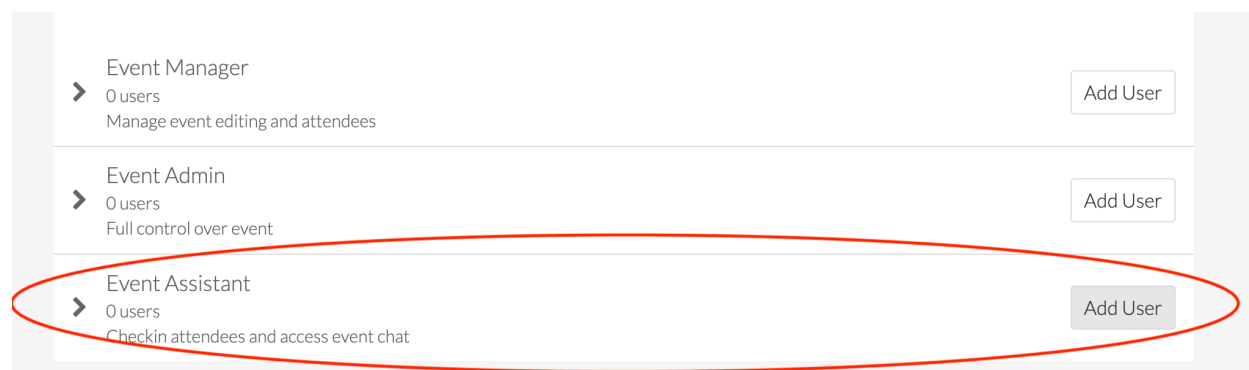 Event Manager
0 users
Manage event editing and attendees
Add User
Event Admin
0 users
Full control over event
Add User
Event Assistant
0 users
Checkin attendees and access event chat
Add User